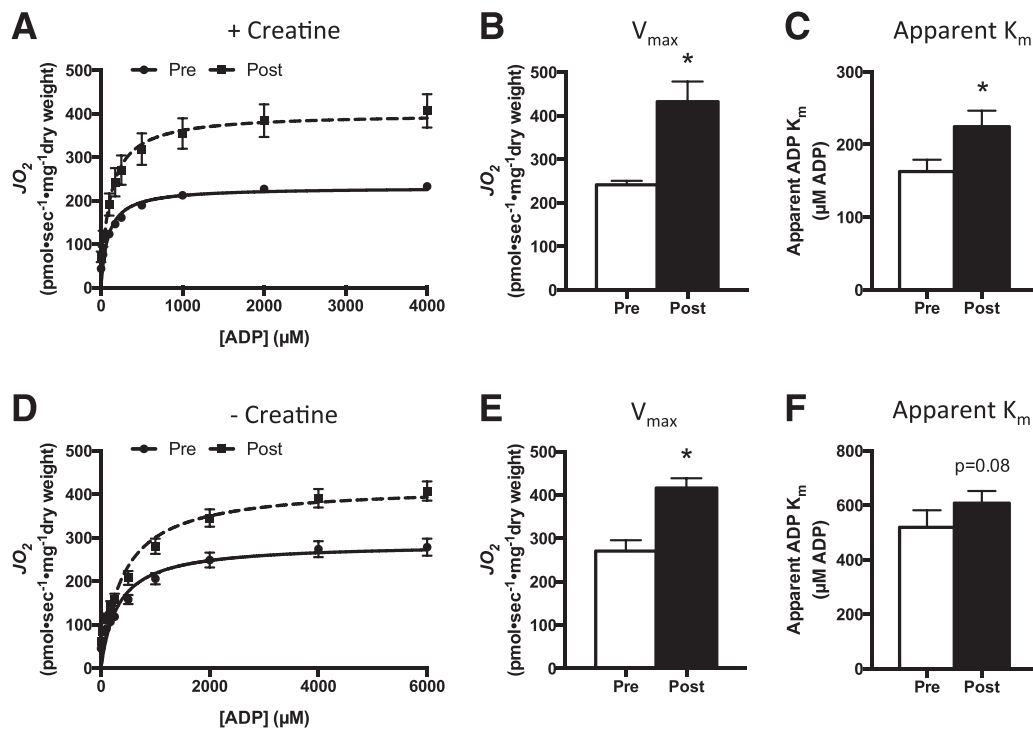 A
+ Creatine
Pre Post
500
400
300
200
100
0
0 1000 2000 3000 4000
[ADP] (µM)
JO2
(pmol•sec-1•mg-1dry weight)
B
Vmax
*
500
400
300
200
100
0
Pre Post
JO2
(pmol•sec-1•mg-1dry weight)
C
Apparent Km
*
300
200
100
0
Pre Post
Apparent ADP Km
(µM ADP)
D
- Creatine
Pre Post
500
400
300
200
100
0
0 2000 4000 6000
[ADP] (µM)
JO2
(pmol•sec-1•mg-1dry weight)
E
Vmax
*
500
400
300
200
100
0
Pre Post
JO2
(pmol•sec-1•mg-1dry weight)
F
Apparent Km
p=0.08
800
600
400
200
0
Pre Post
Apparent ADP Km
(µM ADP)